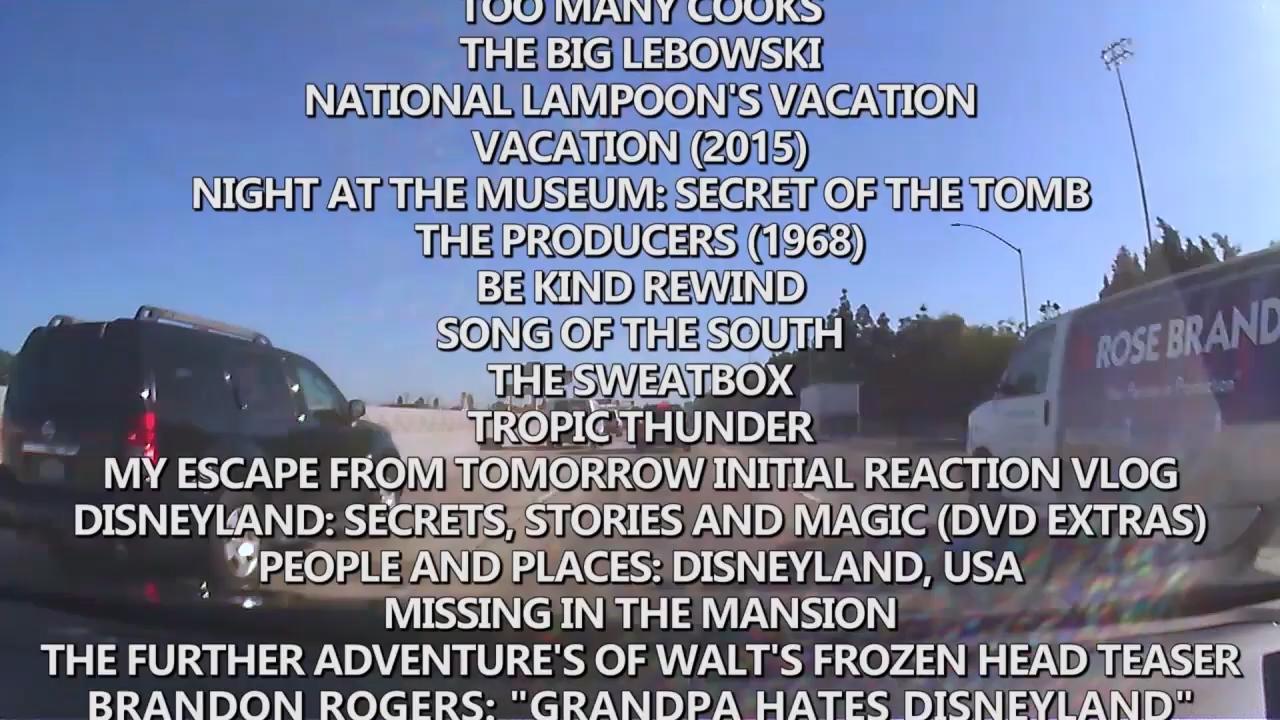 TOO MANY COOKS
THE BIG LEBOWSKI
NATIONAL LAMPOON'S VACATION
VACATION (2015)
NIGHT AT THE MUSEUM: SECRET OF THE TOMB
THE PRODUCERS (1968)
BE KIND REWIND
SONG OF THE SOUTH
THE SWEATBOX
TROPIC THUNDER
MY ESCAPE FROM TOMORROW INITIAL REACTION VLOG
DISNEYLAND: SECRETS, STORIES AND MAGIC (DVD EXTRAS)
PEOPLE AND PLACES: DISNEYLAND, USA
MISSING IN THE MANSION
THE FURTHER ADVENTURE'S OF WALT'S FROZEN HEAD TEASER
BRANDON ROGERS: "GRANDPA HATES DISNEYLAND"
ROSE BRAND